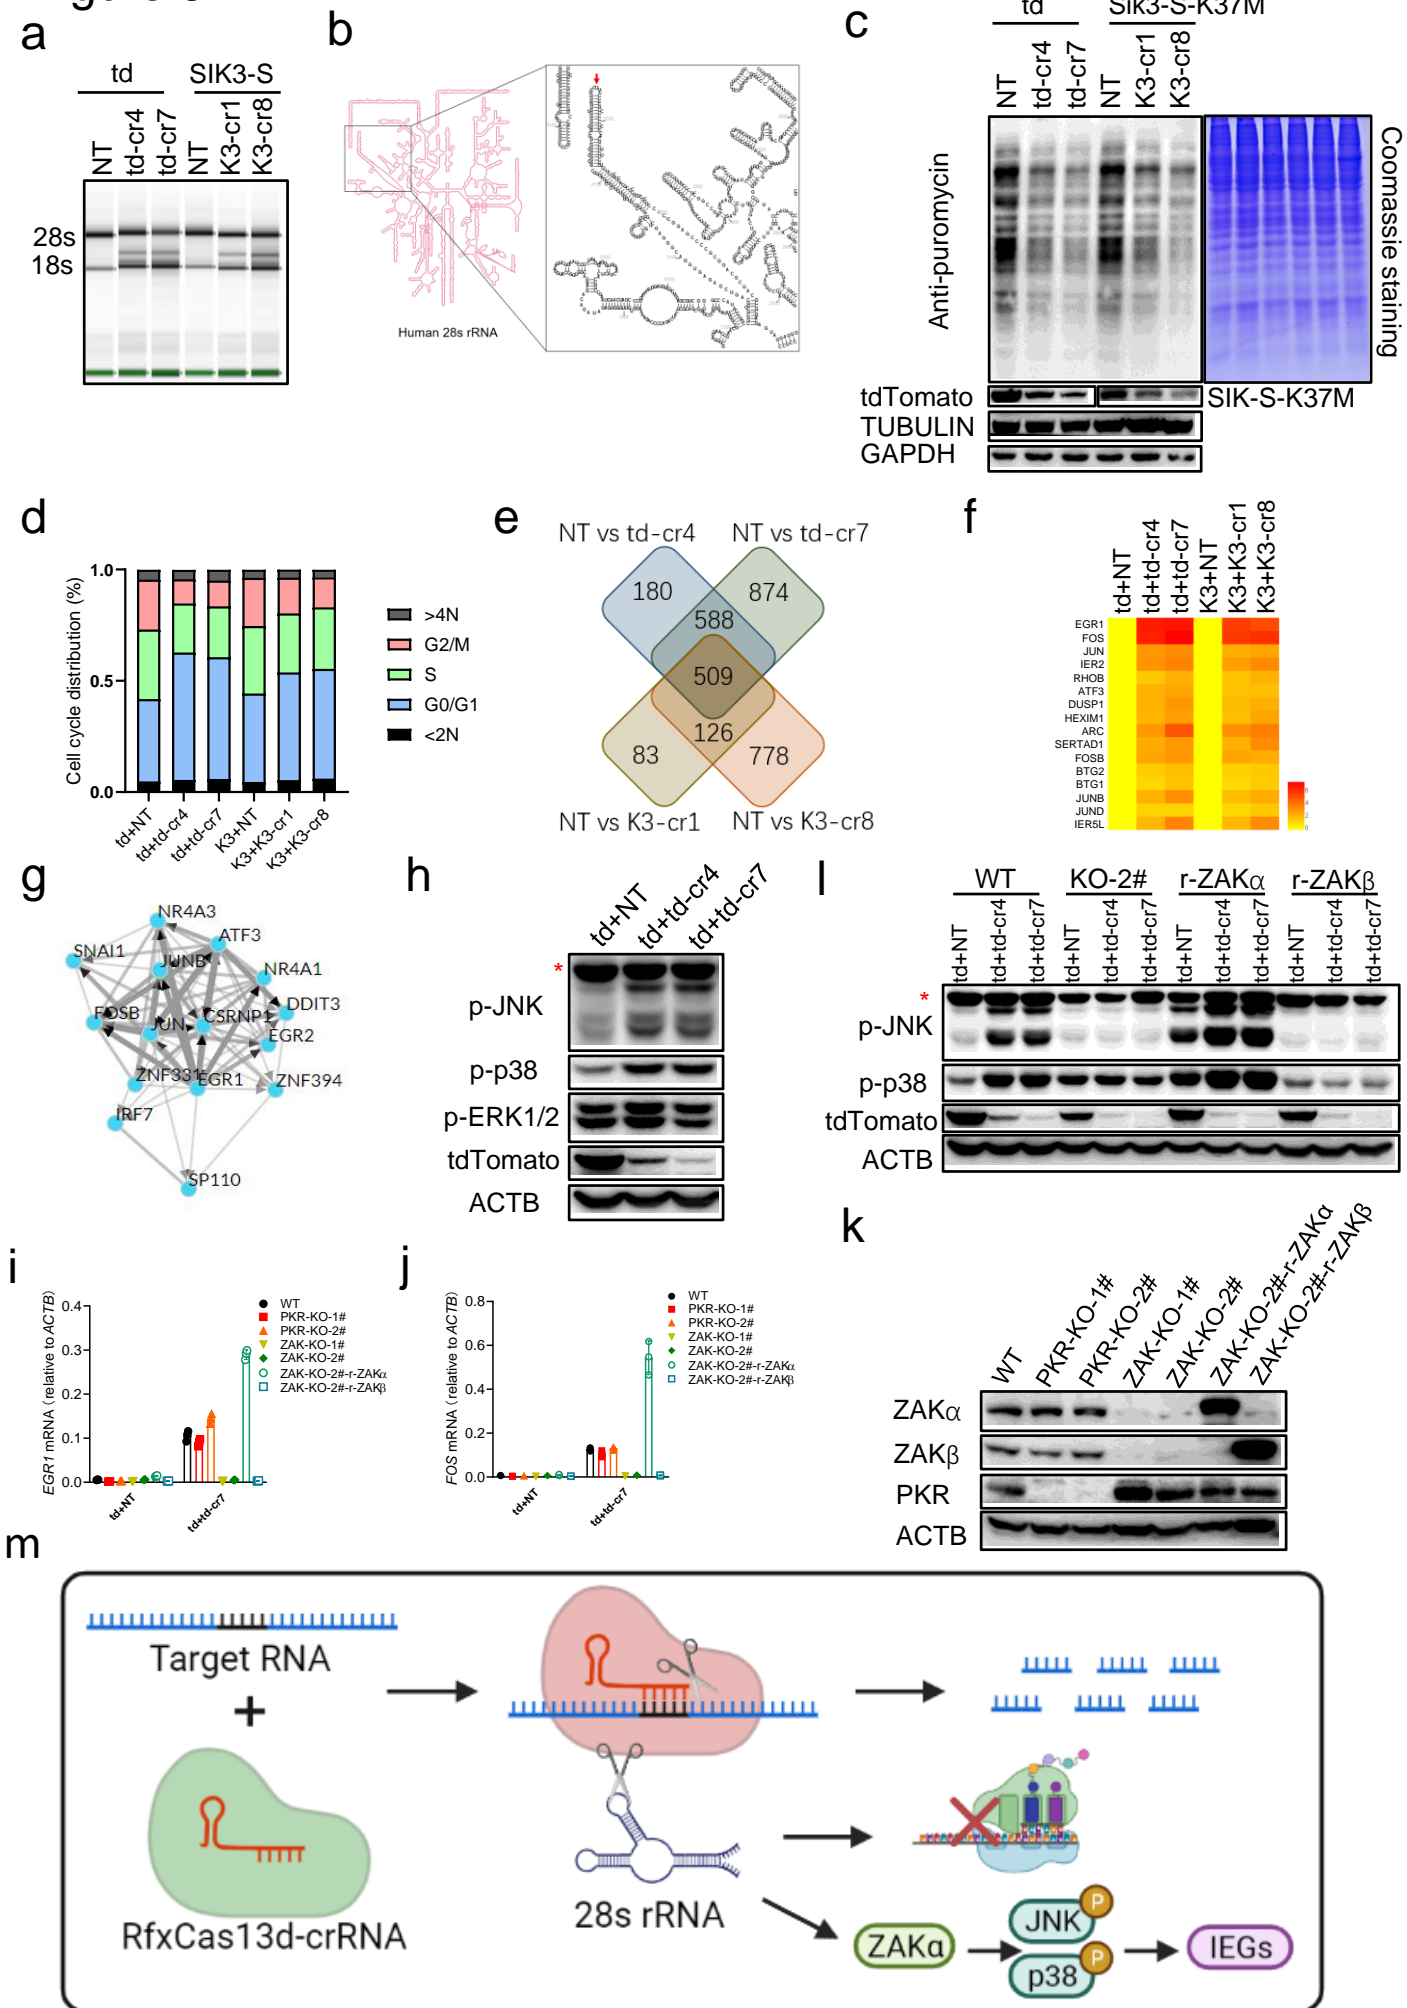 a
td
SIK3-S
NT
td-cr4
td-cr7
NT
K3-cr1
K3-cr8
28s
18s
b
Human 28s rRNA
c
td
Sik3-S-K37M
NT
td-cr4
td-cr7
NT
K3-cr1
K3-cr8
Anti-puromycin
Coomassie staining
tdTomato
SIK-S-K37M
TUBULIN
GAPDH
d
Cell cycle distribution (%)
1.0
0.5
0.0
td+NT
td+td-cr4
td+td-cr7
K3+NT
K3+K3-cr1
K3+K3-cr8
>4N
G2/M
S
G0/G1
<2N
e
NT vs td-cr4
NT vs td-cr7
180
874
588
509
126
83
778
NT vs K3-cr1
NT vs K3-cr8
f
td+NT
td+td-cr4
td+td-cr7
K3+NT
K3+K3-cr1
K3+K3-cr8
EGR1
FOS
JUN
IER2
RHOB
ATF3
DUSP1
HEXIM1
ARC
SERTAD1
FOSB
BTG2
BTG1
JUNB
JUND
IER5L
g
NR4A3
ATF3
SNAI1
JUNB
NR4A1
DDIT3
FOSB
CSRNP1
JUN
EGR2
ZNF331
EGR1
ZNF394
IRF7
SP110
h
td+NT
td+td-cr4
td+td-cr7
*
p-JNK
p-p38
p-ERK1/2
tdTomato
ACTB
l
WT
KO-2#
r-ZAKα
r-ZAKβ
td+NT
td+td-cr4
td+td-cr7
td+NT
td+td-cr4
td+td-cr7
td+NT
td+td-cr4
td+td-cr7
td+NT
td+td-cr4
td+td-cr7
*
p-JNK
p-p38
tdTomato
ACTB
i
EGR1 mRNA (relative to ACTB)
0.4
0.3
0.2
0.1
0.0
td+NT
td+td-cr7
WT
PKR-KO-1#
PKR-KO-2#
ZAK-KO-1#
ZAK-KO-2#
ZAK-KO-2#-r-ZAKα
ZAK-KO-2#-r-ZAKβ
j
FOS mRNA (relative to ACTB)
0.8
0.6
0.4
0.2
0.0
td+NT
td+td-cr7
WT
PKR-KO-1#
PKR-KO-2#
ZAK-KO-1#
ZAK-KO-2#
ZAK-KO-2#-r-ZAKα
ZAK-KO-2#-r-ZAKβ
k
WT
PKR-KO-1#
PKR-KO-2#
ZAK-KO-1#
ZAK-KO-2#
ZAK-KO-2#-r-ZAKα
ZAK-KO-2#-r-ZAKβ
ZAKα
ZAKβ
PKR
ACTB
m
Target RNA
+
RfxCas13d-crRNA
28s rRNA
ZAKα
JNK
P
p38
P
IEGs